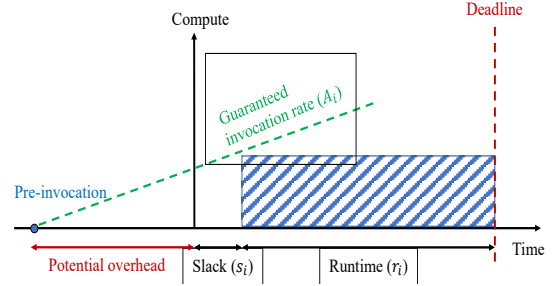 Deadline
Compute
Guaranteed
invocation rate (A_i)
Pre-invocation
Time
Potential overhead
Slack (s_i)
Runtime (r_i)